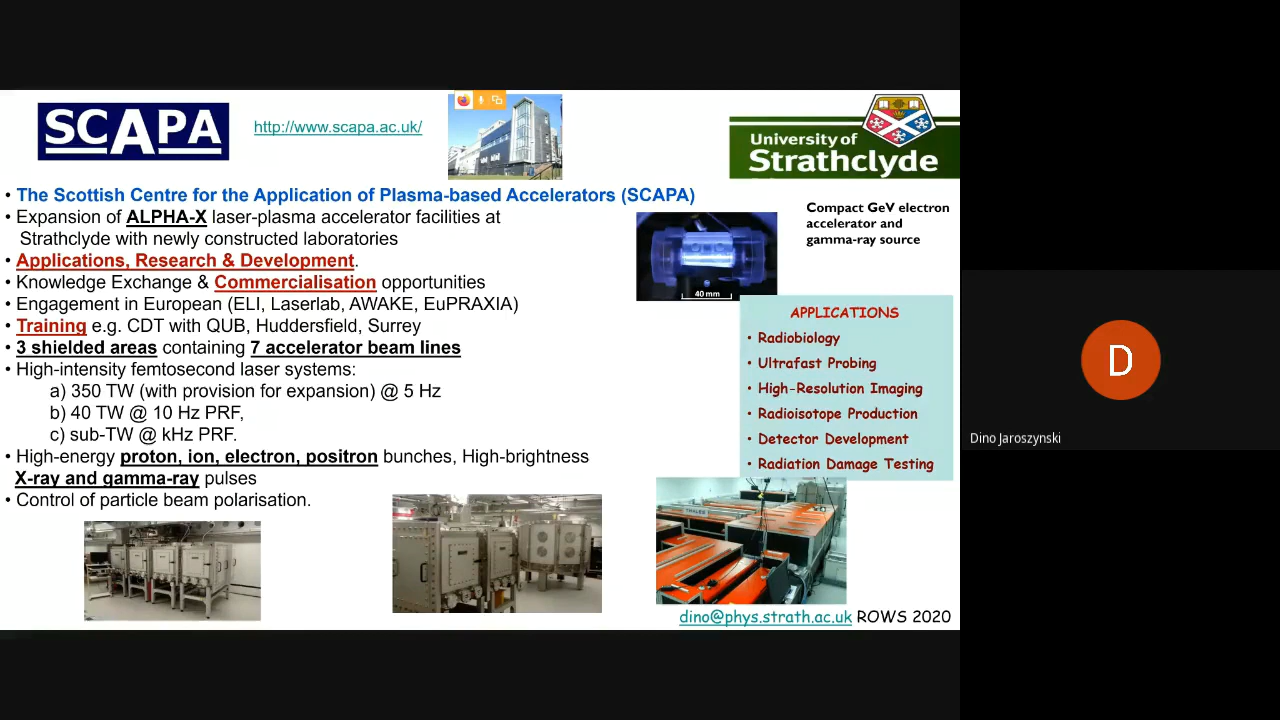 SCAPA
http://www.scapa.ac.uk/
University of
Strathclyde
• The Scottish Centre for the Application of Plasma-based Accelerators (SCAPA)
• Expansion of ALPHA-X laser-plasma accelerator facilities at
Strathclyde with newly constructed laboratories
• Applications, Research & Development.
• Knowledge Exchange & Commercialisation opportunities
• Engagement in European (ELI, Laserlab, AWAKE, EuPRAXIA)
• Training e.g. CDT with QUB, Huddersfield, Surrey
• 3 shielded areas containing 7 accelerator beam lines
• High-intensity femtosecond laser systems:
a) 350 TW (with provision for expansion) @ 5 Hz
b) 40 TW @ 10 Hz PRF,
c) sub-TW @ kHz PRF.
• High-energy proton, ion, electron, positron bunches, High-brightness
X-ray and gamma-ray pulses
• Control of particle beam polarisation.
40 mm
Compact GeV electron
accelerator and
gamma-ray source
APPLICATIONS
• Radiobiology
• Ultrafast Probing
• High-Resolution Imaging
• Radioisotope Production
• Detector Development
• Radiation Damage Testing
THALES
dino@phys.strath.ac.uk ROWS 2020
D
Dino Jaroszynski